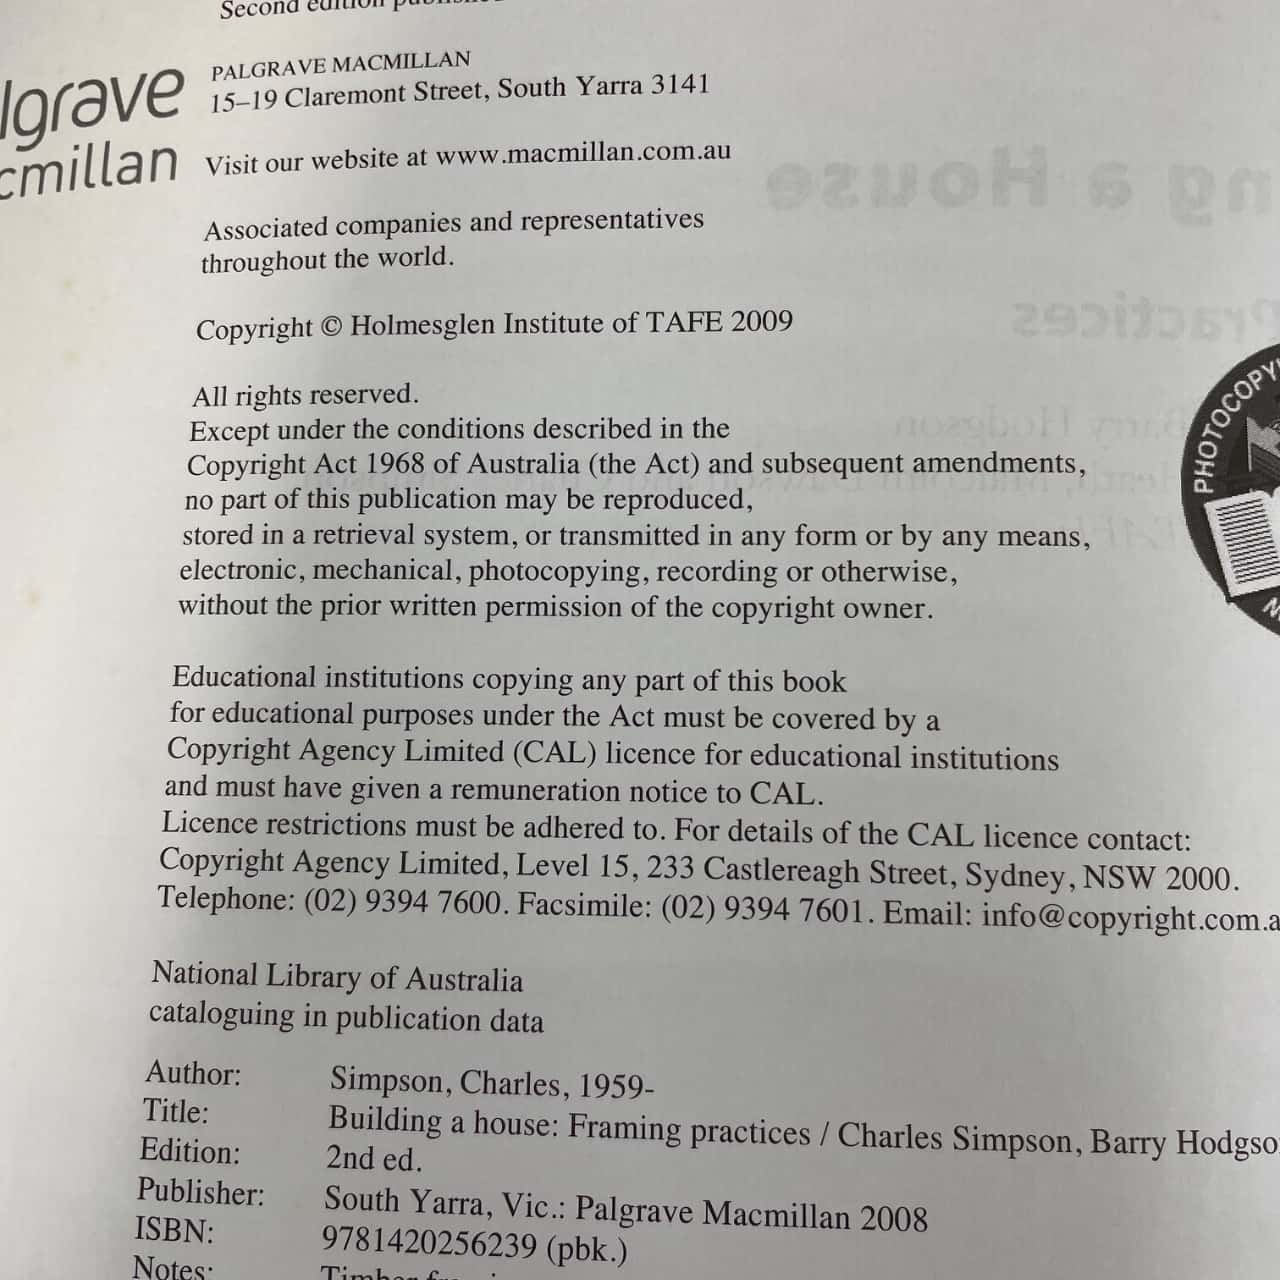 Second edition
lgrave
cmillan
PALGRAVE MACMILLAN
15–19 Claremont Street, South Yarra 3141
Visit our website at www.macmillan.com.au
Associated companies and representatives
throughout the world.
Copyright © Holmesglen Institute of TAFE 2009
All rights reserved.
Except under the conditions described in the
Copyright Act 1968 of Australia (the Act) and subsequent amendments,
no part of this publication may be reproduced,
stored in a retrieval system, or transmitted in any form or by any means,
electronic, mechanical, photocopying, recording or otherwise,
without the prior written permission of the copyright owner.
PHOTOCOPY
Educational institutions copying any part of this book
for educational purposes under the Act must be covered by a
Copyright Agency Limited (CAL) licence for educational institutions
and must have given a remuneration notice to CAL.
Licence restrictions must be adhered to. For details of the CAL licence contact:
Copyright Agency Limited, Level 15, 233 Castlereagh Street, Sydney, NSW 2000.
Telephone: (02) 9394 7600. Facsimile: (02) 9394 7601. Email: info@copyright.com.a
National Library of Australia
cataloguing in publication data
Author: Simpson, Charles, 1959-
Title: Building a house: Framing practices / Charles Simpson, Barry Hodgso
Edition: 2nd ed.
Publisher: South Yarra, Vic.: Palgrave Macmillan 2008
ISBN: 9781420256239 (pbk.)
Notes: Timber